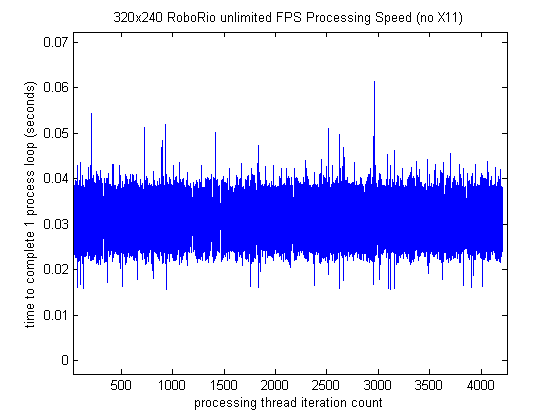 320x240 RoboRio unlimited FPS Processing Speed (no X11)
0.07
0.06
0.05
0.04
0.03
0.02
0.01
0
time to complete 1 process loop (seconds)
500 1000 1500 2000 2500 3000 3500 4000
processing thread iteration count